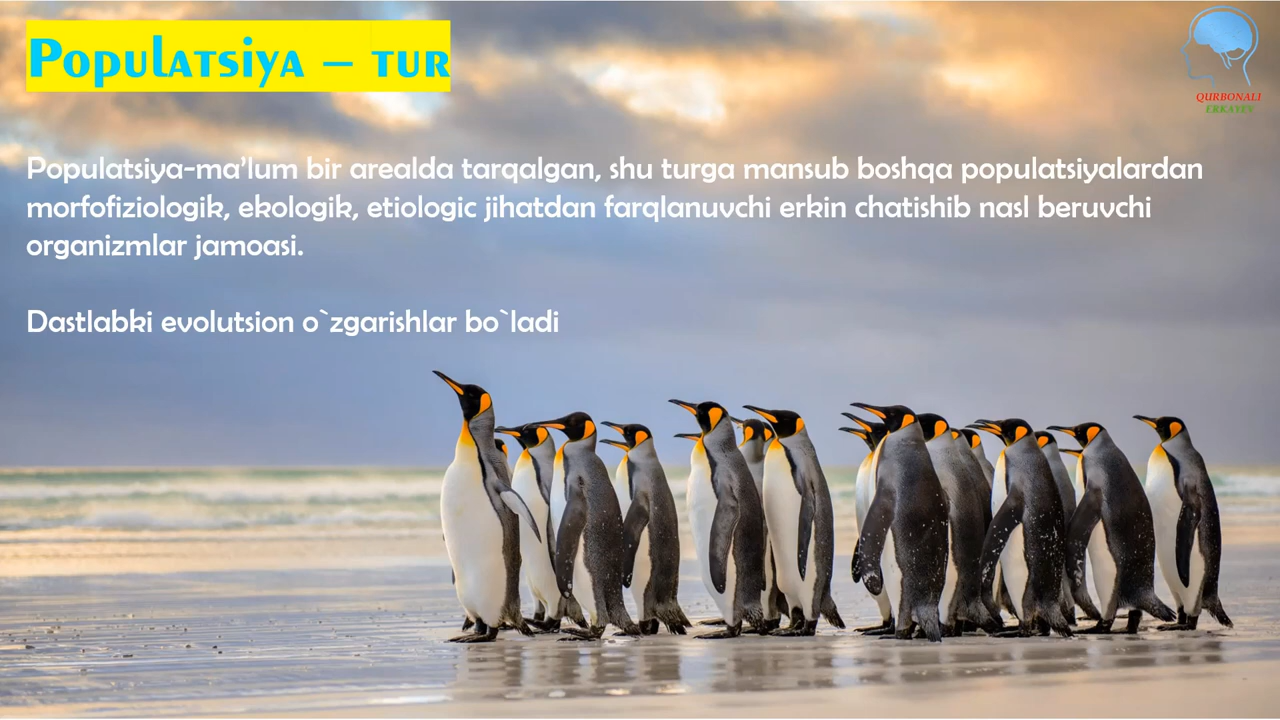 Populatsiya – tur
QURBONALI
ERKAYEV
Populatsiya-ma’lum bir arealda tarqalgan, shu turga mansub boshqa populatsiyalardan
morfofiziologik, ekologik, etiologic jihatdan farqlanuvchi erkin chatishib nasl beruvchi
organizmlar jamoasi.
Dastlabki evolutsion o`zgarishlar bo`ladi